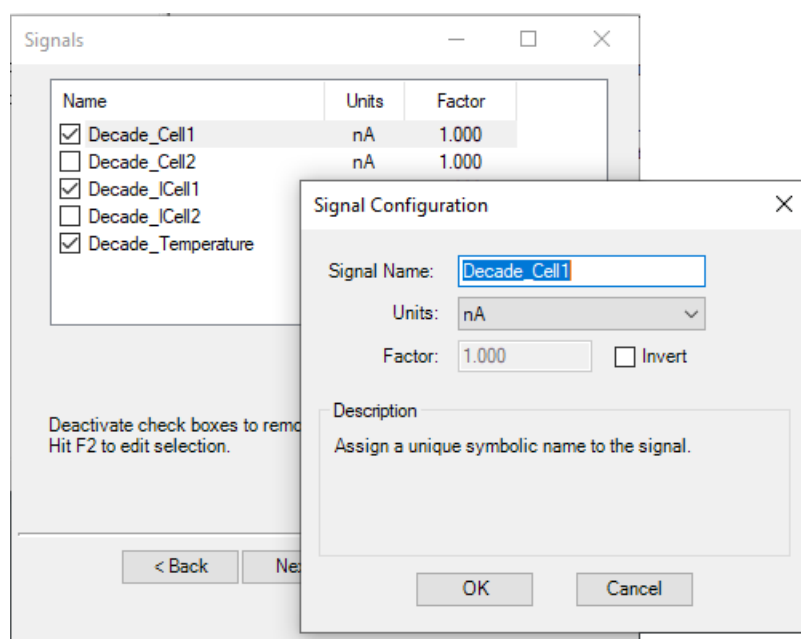 Signals
Name Units Factor
Decade_Cell1 nA 1.000
Decade_Cell2 nA 1.000
Decade_ICell1
Decade_ICell2
Decade_Temperature
Deactivate check boxes to
Hit F2 to edit selection.
< Back
Signal Configuration
Signal Name: Decade_Cell1
Units: nA
Factor: 1.000 Invert
Description
Assign a unique symbolic name to the signal.
OK Cancel